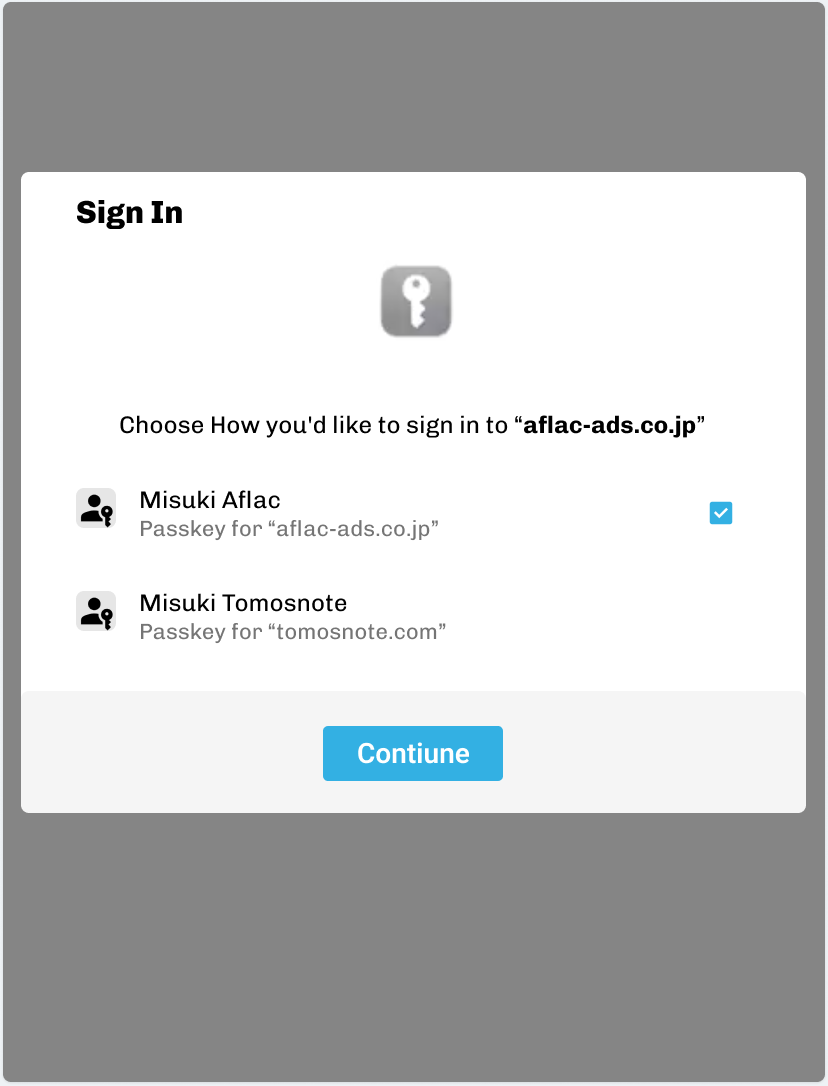 Sign In
Choose How you'd like to sign in to “aflac-ads.co.jp”
Misuki Aflac
Passkey for “aflac-ads.co.jp”
Misuki Tomosnote
Passkey for “tomosnote.com”
Contiune